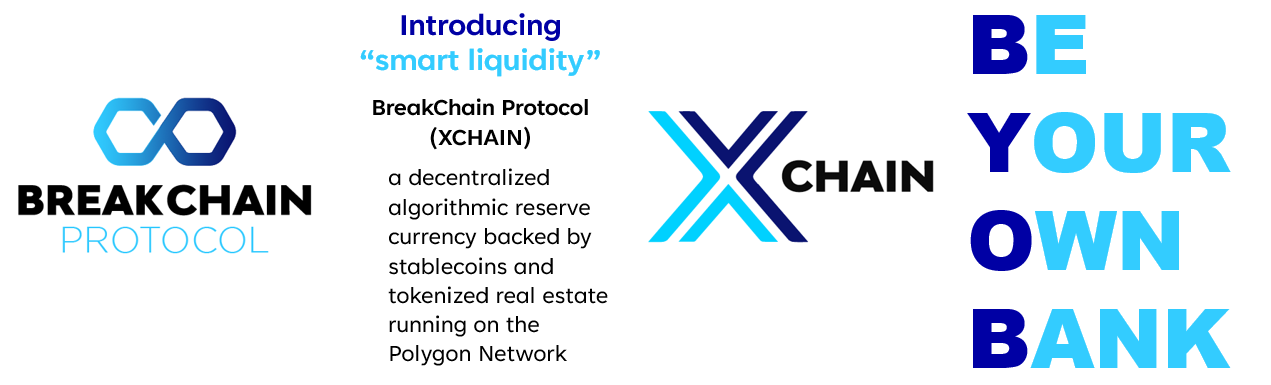 BREAKCHAIN
PROTOCOL
Introducing
“smart liquidity”
BreakChain Protocol
(XCHAIN)
a decentralized
algorithmic reserve
currency backed by
stablecoins and
tokenized real estate
running on the
Polygon Network
X CHAIN
BE
YOUR
OWN
BANK